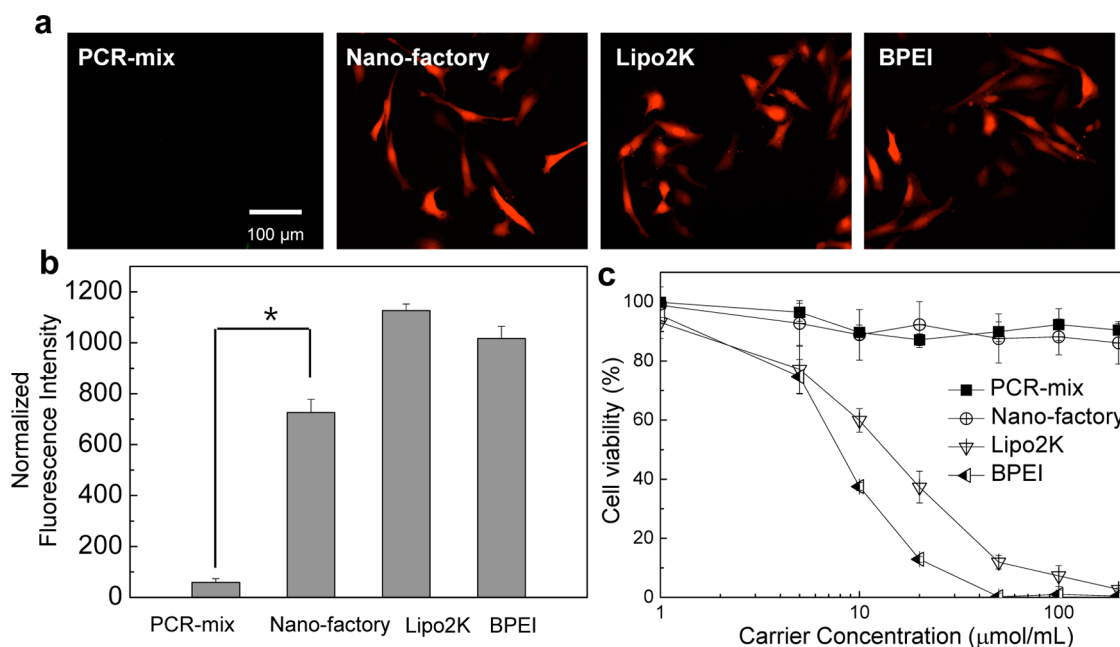 a
PCR-mix
Nano-factory
Lipo2K
BPEI
100 μm
b
Normalized
Fluorescence Intensity
1200
1000
800
600
400
200
0
*
PCR-mix
Nano-factory
Lipo2K
BPEI
c
Cell viability (%)
100
80
60
40
20
0
PCR-mix
Nano-factory
Lipo2K
BPEI
1
10
100
Carrier Concentration (μmol/mL)